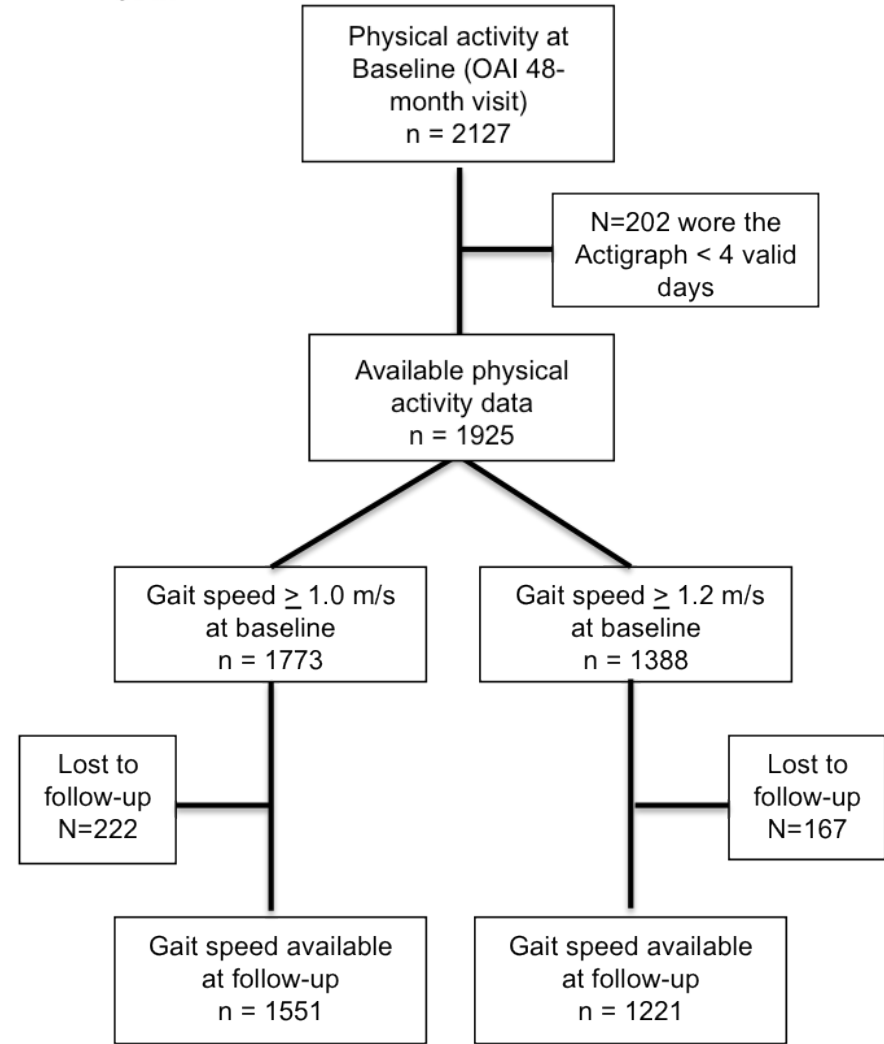 Physical activity at
Baseline (OAI 48-
month visit)
n = 2127
N=202 wore the
Actigraph < 4 valid
days
Available physical
activity data
n = 1925
Gait speed ≥ 1.0 m/s
at baseline
n = 1773
Gait speed ≥ 1.2 m/s
at baseline
n = 1388
Lost to
follow-up
N=222
Lost to
follow-up
N=167
Gait speed available
at follow-up
n = 1551
Gait speed available
at follow-up
n = 1221